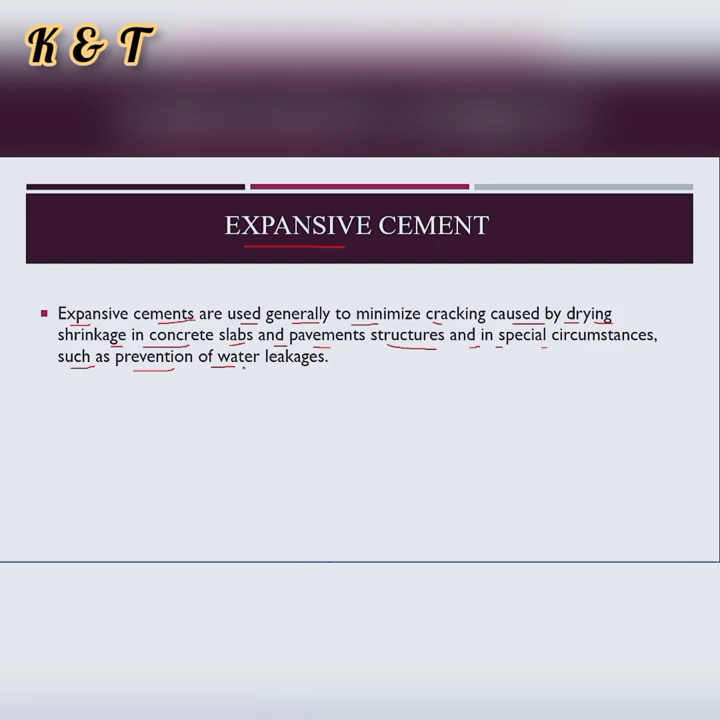 K & T
EXPANSIVE CEMENT
Expansive cements are used generally to minimize cracking caused by drying
shrinkage in concrete slabs and pavements structures and in special circumstances,
such as prevention of water leakages.